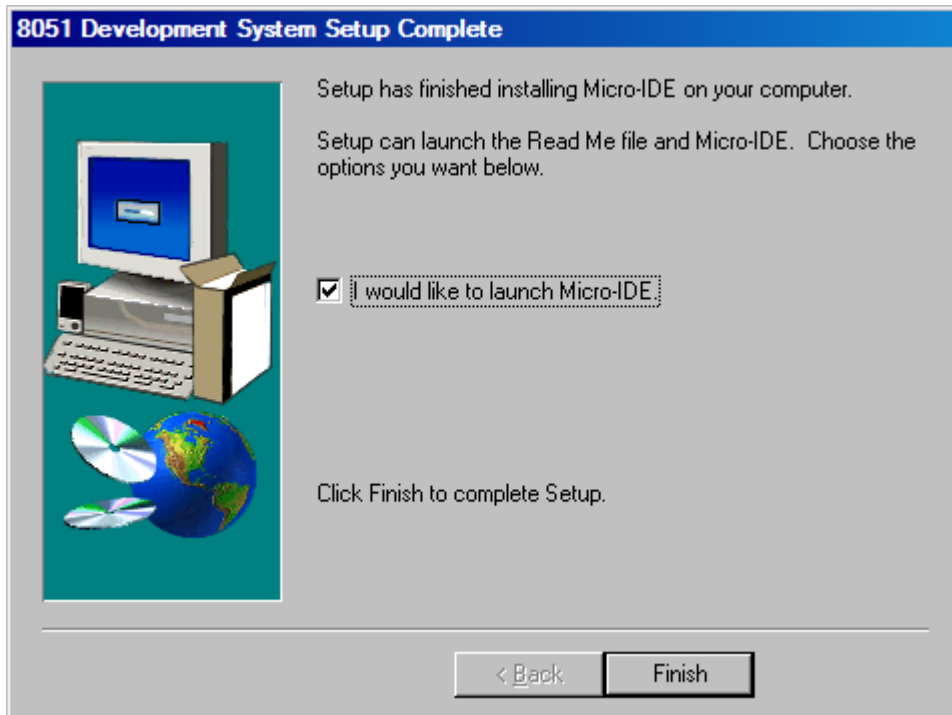 8051 Development System Setup Complete
Setup has finished installing Micro-IDE on your computer.
Setup can launch the Read Me file and Micro-IDE.  Choose the
options you want below.
I would like to launch Micro-IDE.
Click Finish to complete Setup.
< Back
Finish